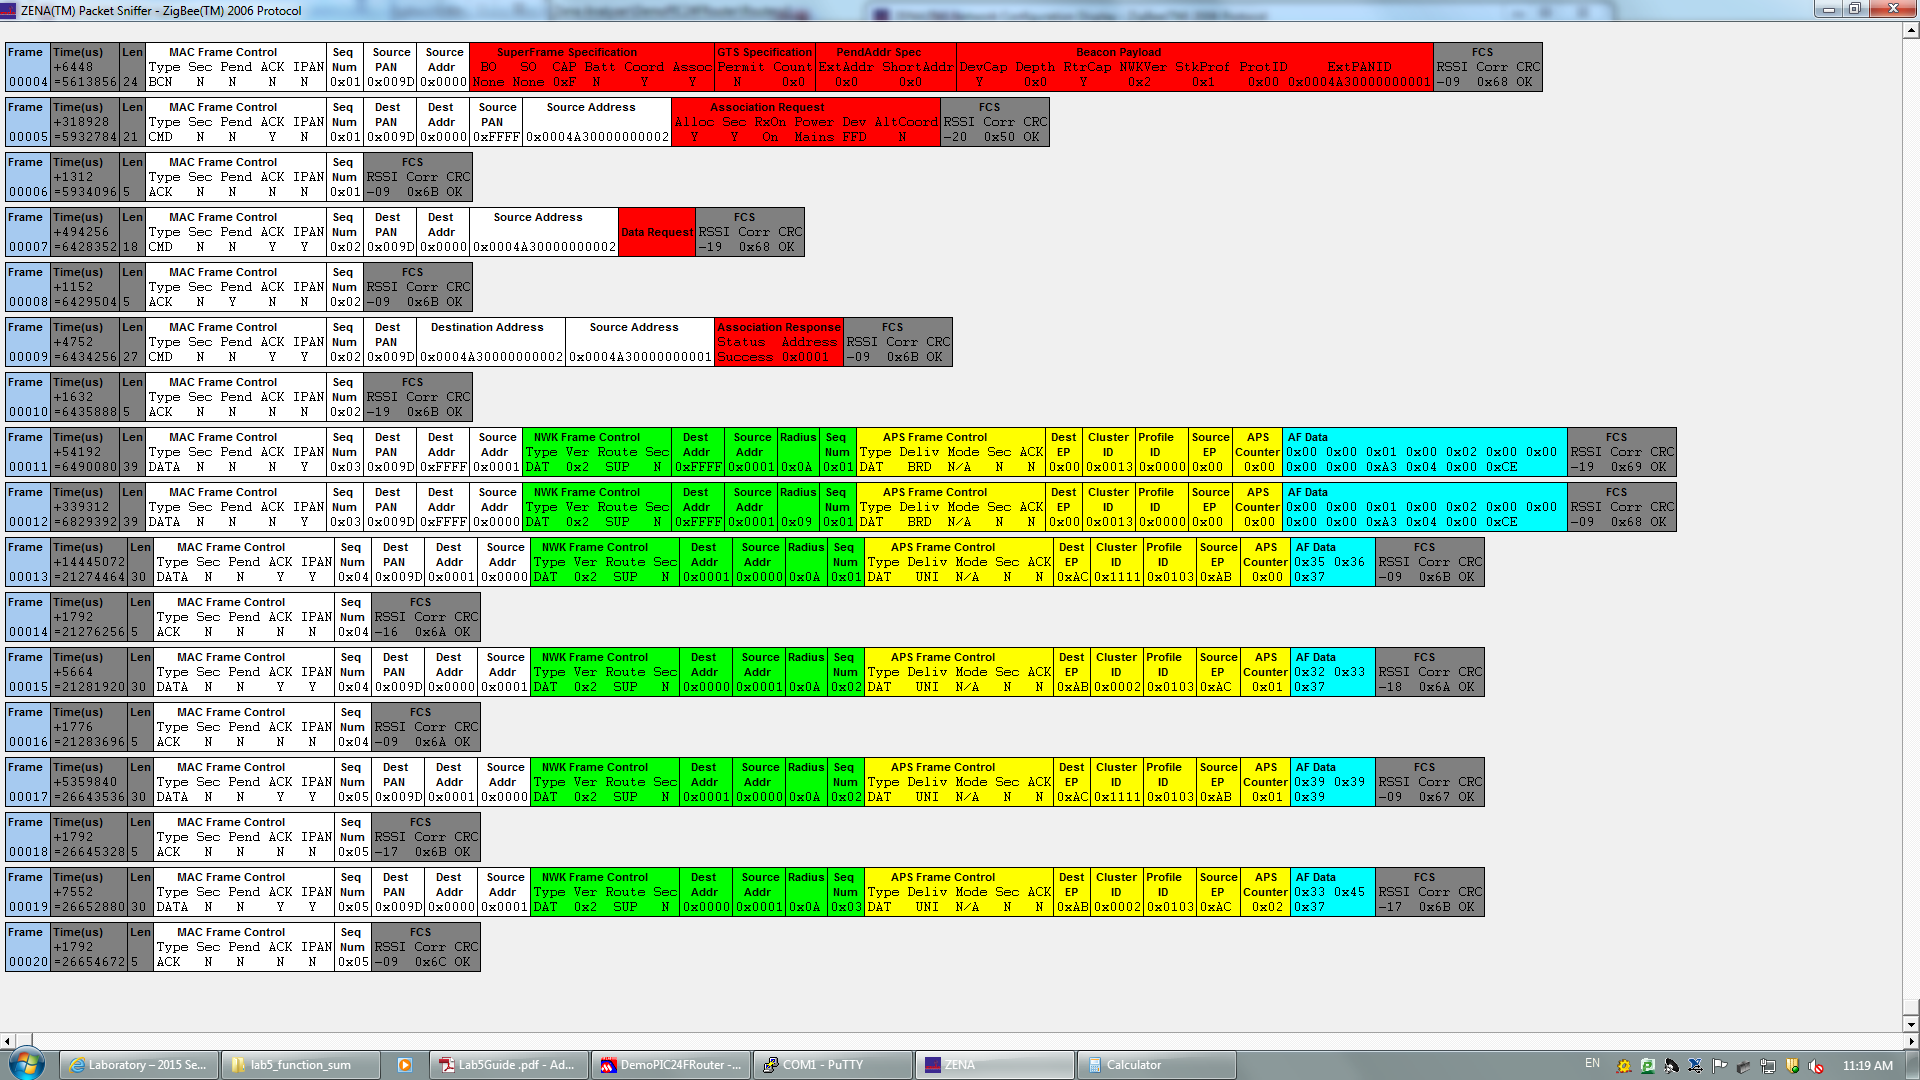 ZENA(TM) Packet Sniffer - ZigBee(TM) 2006 Protocol
Frame Time(us) Len MAC Frame Control Seq Source Source SuperFrame Specification GTS Specification PendAddr Spec Beacon Payload FCS
+6448 Type Sec Pend ACK IPAN Num PAN Addr BO SO CAP Batt Coord Assoc Permit Count ExtAddr ShortAddr DevCap Depth RtrCap NWKVer StkProf ProtID ExtPANID RSSI Corr CRC
00004 =5613856 24 BCN N N N N 0x01 0x009D 0x0000 None None 0xF N Y Y N 0x0 0x0 0x0 Y 0x0 Y 0x2 0x1 0x00 0x0004A30000000001 -09 0x68 OK
Frame Time(us) Len MAC Frame Control Seq Dest Dest Source Source Address Association Request FCS
+318928 Type Sec Pend ACK IPAN Num PAN Addr PAN Alloc Sec RxOn Power Dev AltCoord RSSI Corr CRC
00005 =5932784 21 CMD N N Y N 0x01 0x009D 0x0000 0xFFFF 0x0004A30000000002 Y Y On Mains FFD N -20 0x50 OK
Frame Time(us) Len MAC Frame Control Seq FCS
+1312 Type Sec Pend ACK IPAN Num RSSI Corr CRC
00006 =5934096 5 ACK N N N N 0x01 -09 0x6B OK
Frame Time(us) Len MAC Frame Control Seq Dest Dest Source Address Data Request FCS
+494256 Type Sec Pend ACK IPAN Num PAN Addr RSSI Corr CRC
00007 =6428352 18 CMD N N Y Y 0x02 0x009D 0x0000 0x0004A30000000002 -19 0x68 OK
Frame Time(us) Len MAC Frame Control Seq FCS
+1152 Type Sec Pend ACK IPAN Num RSSI Corr CRC
00008 =6429504 5 ACK N Y N N 0x02 -09 0x6B OK
Frame Time(us) Len MAC Frame Control Seq Dest Destination Address Source Address Association Response FCS
+4752 Type Sec Pend ACK IPAN Num PAN Status Address RSSI Corr CRC
00009 =6434256 27 CMD N N Y Y 0x02 0x009D 0x0004A30000000002 0x0004A30000000001 Success 0x0001 -09 0x6B OK
Frame Time(us) Len MAC Frame Control Seq FCS
+1632 Type Sec Pend ACK IPAN Num RSSI Corr CRC
00010 =6435888 5 ACK N N N N 0x02 -19 0x6B OK
Frame Time(us) Len MAC Frame Control Seq Dest Dest Source NWK Frame Control Dest Source Radius Seq APS Frame Control Dest Cluster Profile Source APS AF Data FCS
+54192 Type Sec Pend ACK IPAN Num PAN Addr Addr Type Ver Route Sec Addr Addr Num Type Deliv Mode Sec ACK EP ID ID EP Counter 0x00 0x00 0x01 0x00 0x02 0x00 0x00 RSSI Corr CRC
00011 =6490080 39 DATA N N N Y 0x03 0x009D 0xFFFF 0x0001 DAT 0x2 SUP N 0xFFFF 0x0001 0x0A 0x01 DAT BRD N/A N N 0x00 0x0013 0x0000 0x00 0x00 0x00 0x00 0xA3 0x04 0x00 0xCE -19 0x69 OK
Frame Time(us) Len MAC Frame Control Seq Dest Dest Source NWK Frame Control Dest Source Radius Seq APS Frame Control Dest Cluster Profile Source APS AF Data FCS
+339312 Type Sec Pend ACK IPAN Num PAN Addr Addr Type Ver Route Sec Addr Addr Num Type Deliv Mode Sec ACK EP ID ID EP Counter 0x00 0x00 0x01 0x00 0x02 0x00 0x00 RSSI Corr CRC
00012 =6829392 39 DATA N N N Y 0x03 0x009D 0xFFFF 0x0000 DAT 0x2 SUP N 0xFFFF 0x0001 0x09 0x01 DAT BRD N/A N N 0x00 0x0013 0x0000 0x00 0x00 0x00 0x00 0xA3 0x04 0x00 0xCE -09 0x68 OK
Frame Time(us) Len MAC Frame Control Seq Dest Dest Source NWK Frame Control Dest Source Radius Seq APS Frame Control Dest Cluster Profile Source APS AF Data FCS
+14445072 Type Sec Pend ACK IPAN Num PAN Addr Addr Type Ver Route Sec Addr Addr Num Type Deliv Mode Sec ACK EP ID ID EP Counter 0x35 0x36 RSSI Corr CRC
00013 =21274464 30 DATA N N Y Y 0x04 0x009D 0x0001 0x0000 DAT 0x2 SUP N 0x0001 0x0000 0x0A 0x01 DAT UNI N/A N N 0xAC 0x1111 0x0103 0xAB 0x00 0x37 -09 0x6B OK
Frame Time(us) Len MAC Frame Control Seq FCS
+1792 Type Sec Pend ACK IPAN Num RSSI Corr CRC
00014 =21276256 5 ACK N N N N 0x04 -16 0x6A OK
Frame Time(us) Len MAC Frame Control Seq Dest Dest Source NWK Frame Control Dest Source Radius Seq APS Frame Control Dest Cluster Profile Source APS AF Data FCS
+5664 Type Sec Pend ACK IPAN Num PAN Addr Addr Type Ver Route Sec Addr Addr Num Type Deliv Mode Sec ACK EP ID ID EP Counter 0x32 0x33 RSSI Corr CRC
00015 =21281920 30 DATA N N Y Y 0x04 0x009D 0x0000 0x0001 DAT 0x2 SUP N 0x0000 0x0001 0x0A 0x02 DAT UNI N/A N N 0xAB 0x0002 0x0103 0xAC 0x01 0x37 -18 0x6A OK
Frame Time(us) Len MAC Frame Control Seq FCS
+1776 Type Sec Pend ACK IPAN Num RSSI Corr CRC
00016 =21283696 5 ACK N N N N 0x04 -09 0x6A OK
Frame Time(us) Len MAC Frame Control Seq Dest Dest Source NWK Frame Control Dest Source Radius Seq APS Frame Control Dest Cluster Profile Source APS AF Data FCS
+5359840 Type Sec Pend ACK IPAN Num PAN Addr Addr Type Ver Route Sec Addr Addr Num Type Deliv Mode Sec ACK EP ID ID EP Counter 0x39 0x39 RSSI Corr CRC
00017 =26643536 30 DATA N N Y Y 0x05 0x009D 0x0001 0x0000 DAT 0x2 SUP N 0x0001 0x0000 0x0A 0x02 DAT UNI N/A N N 0xAC 0x1111 0x0103 0xAB 0x01 0x39 -09 0x67 OK
Frame Time(us) Len MAC Frame Control Seq FCS
+1792 Type Sec Pend ACK IPAN Num RSSI Corr CRC
00018 =26645328 5 ACK N N N N 0x05 -17 0x6B OK
Frame Time(us) Len MAC Frame Control Seq Dest Dest Source NWK Frame Control Dest Source Radius Seq APS Frame Control Dest Cluster Profile Source APS AF Data FCS
+7552 Type Sec Pend ACK IPAN Num PAN Addr Addr Type Ver Route Sec Addr Addr Num Type Deliv Mode Sec ACK EP ID ID EP Counter 0x33 0x45 RSSI Corr CRC
00019 =26652880 30 DATA N N Y Y 0x05 0x009D 0x0000 0x0001 DAT 0x2 SUP N 0x0000 0x0001 0x0A 0x03 DAT UNI N/A N N 0xAB 0x0002 0x0103 0xAC 0x02 0x37 -17 0x6B OK
Frame Time(us) Len MAC Frame Control Seq FCS
+1792 Type Sec Pend ACK IPAN Num RSSI Corr CRC
00020 =26654672 5 ACK N N N N 0x05 -09 0x6C OK
Laboratory – 2015 Se... lab5_function_sum Lab5Guide .pdf - Ad... DemoPIC24FRouter -... COM1 - PuTTY ZENA Calculator EN 11:19 AM